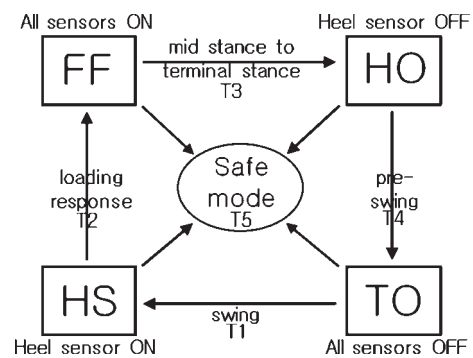 All sensors ON
FF
mid stance to
terminal stance
T3
Heel sensor OFF
HO
loading
response
T2
Safe
mode
T5
pre-
swing
T4
HS
Heel sensor ON
swing
T1
TO
All sensors OFF